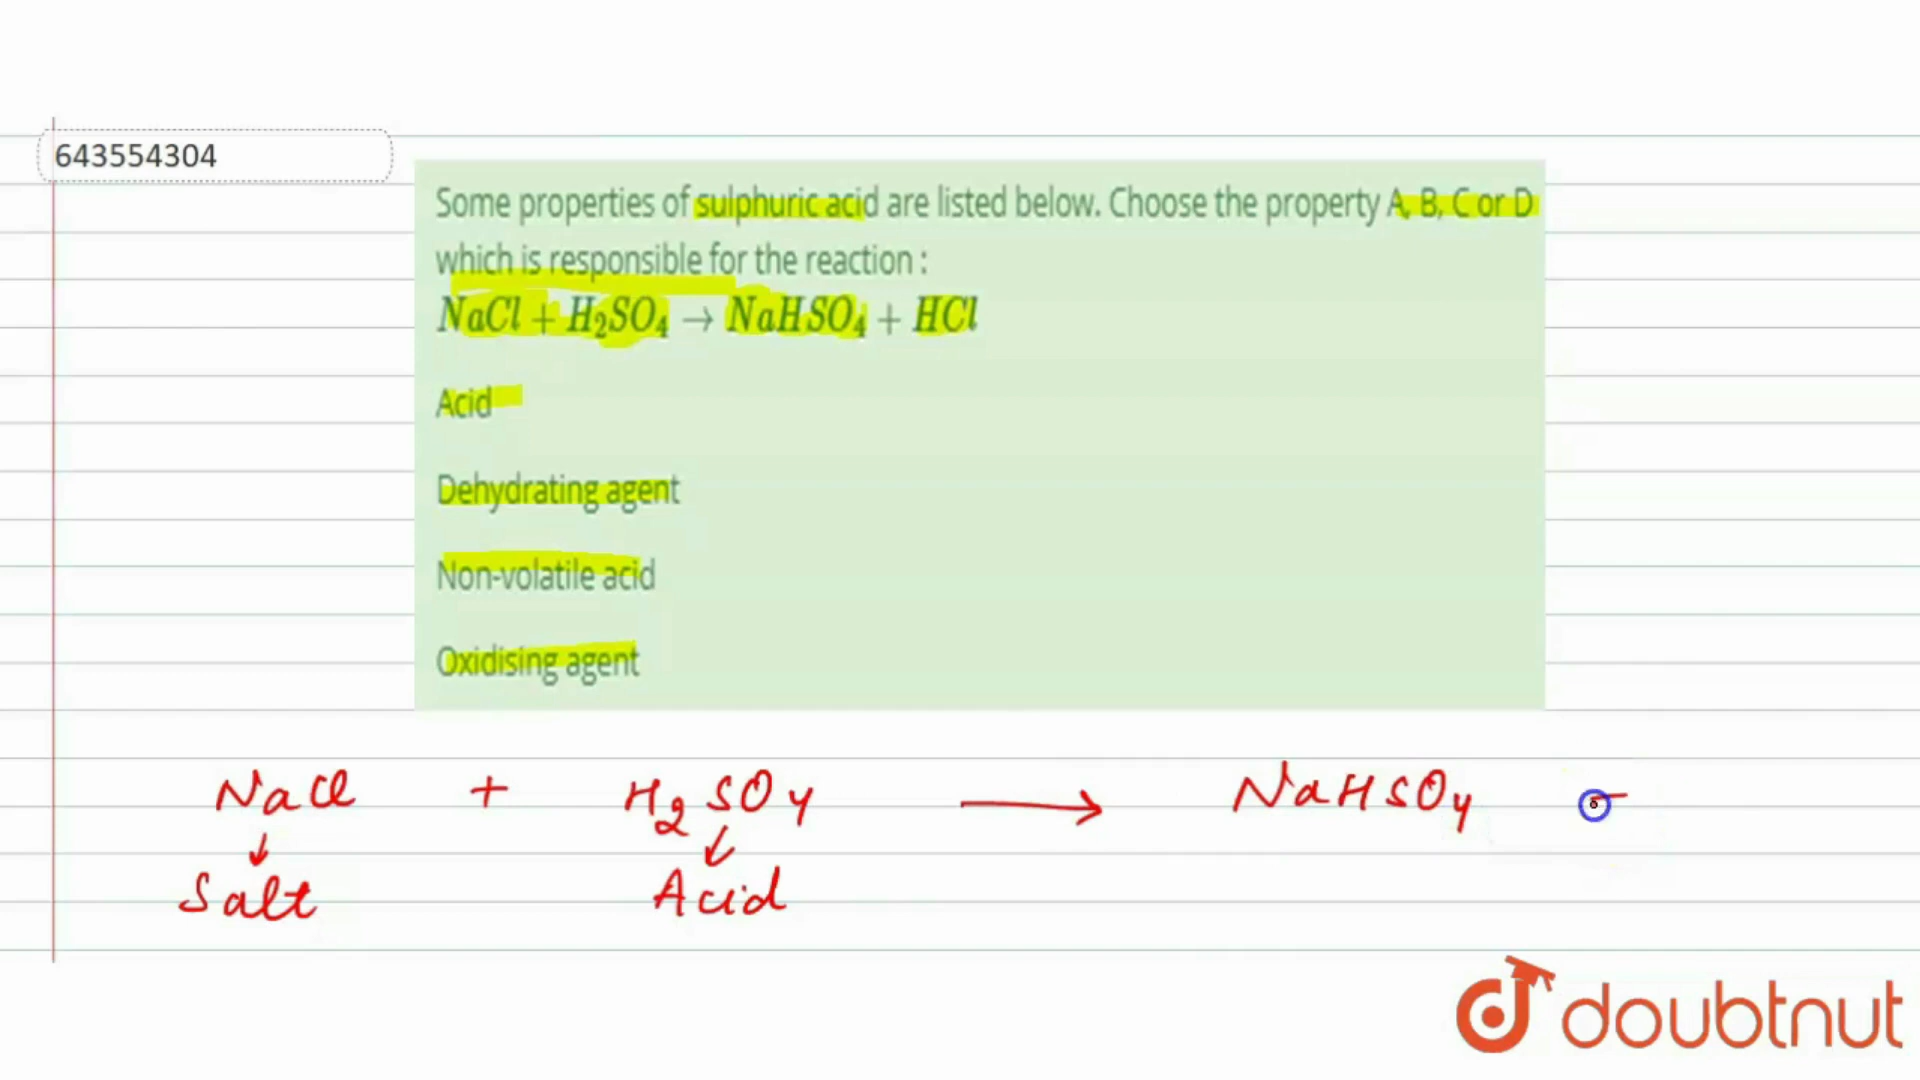 643554304
Some properties of sulphuric acid are listed below. Choose the property A, B, C or D
which is responsible for the reaction :
NaCl + H₂SO₄ → NaHSO₄ + HCl
Acid
Dehydrating agent
Non-volatile acid
Oxidising agent
NaCl + H₂SO₄ → NaHSO₄
↓ ↓
Salt Acid
doubtnut